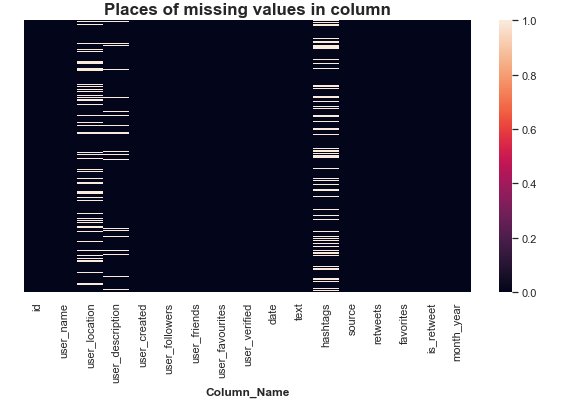 Places of missing values in column
1.0
0.8
0.6
0.4
0.2
0.0
id
user_name
user_location
user_description
user_created
user_followers
user_friends
user_favourites
user_verified
date
text
hashtags
source
retweets
favorites
is_retweet
month_year
Column_Name